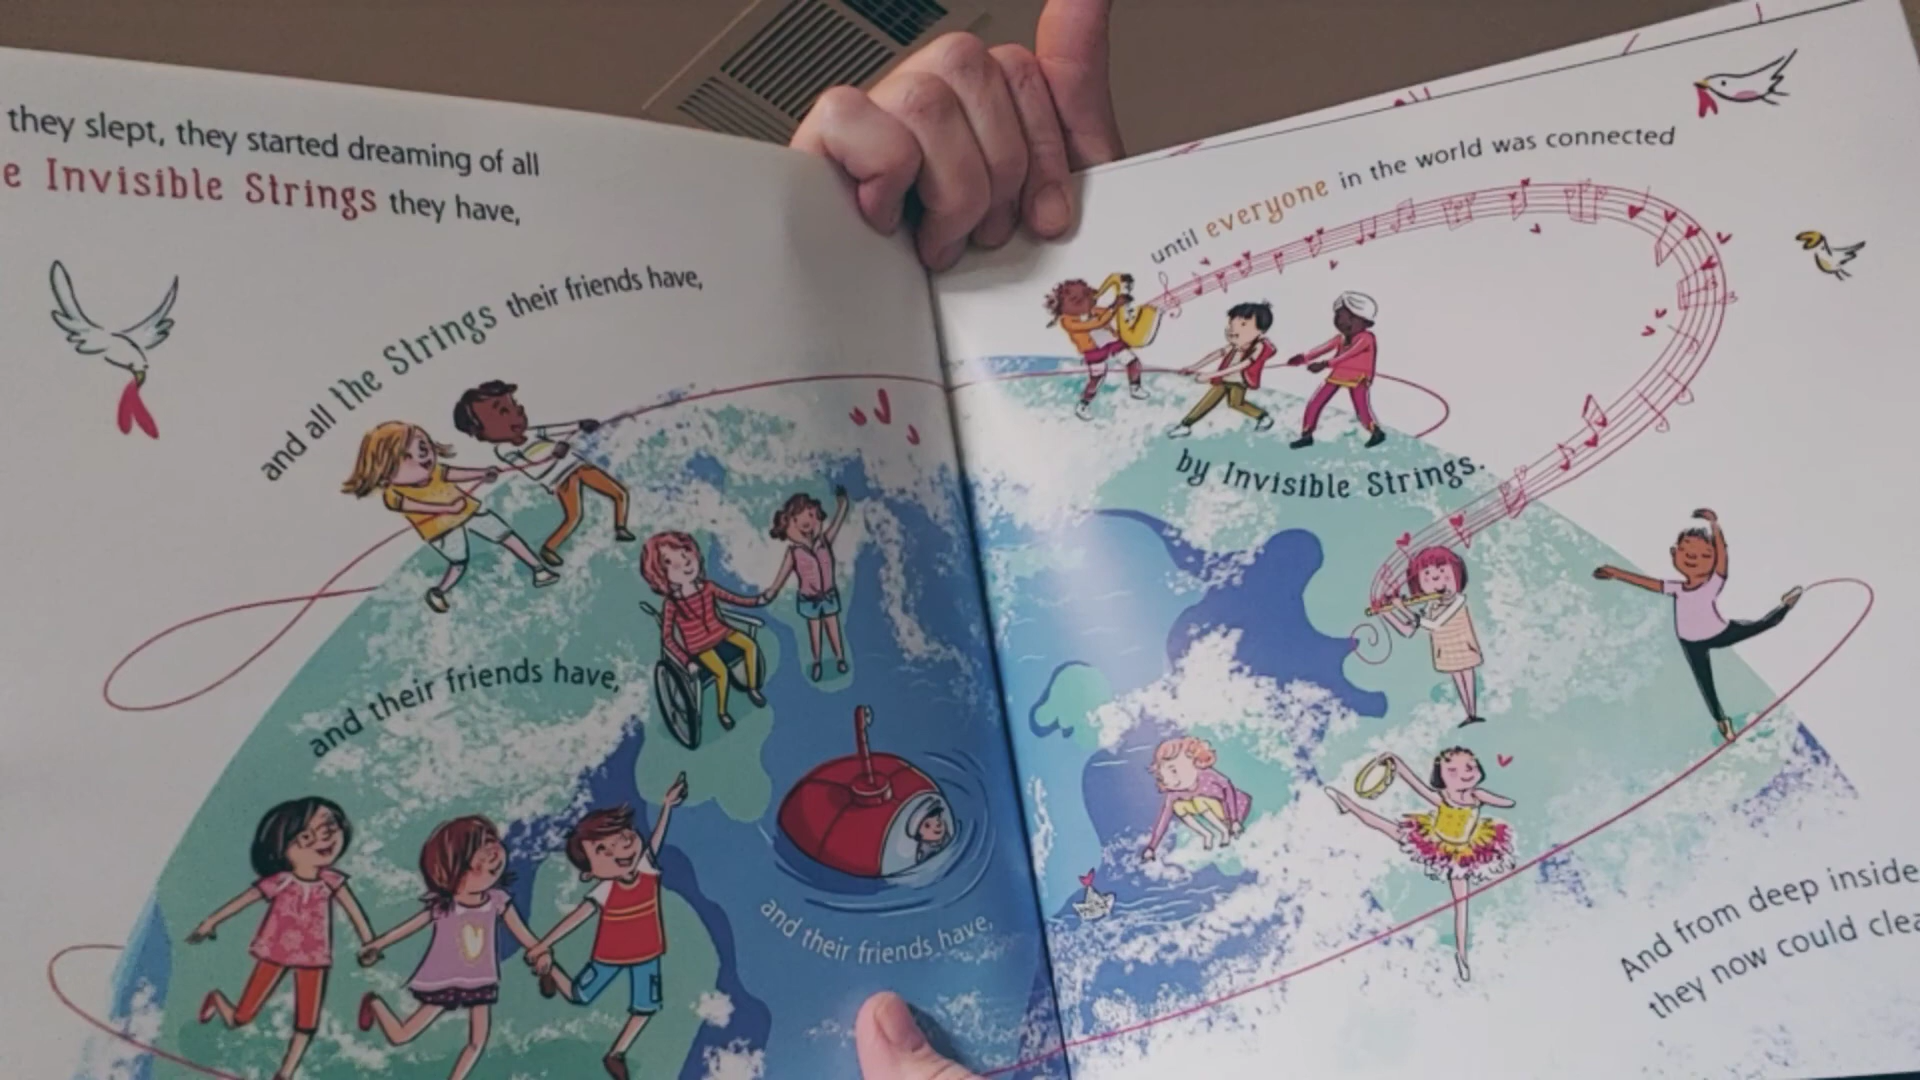 they slept, they started dreaming of all
e Invisible Strings they have,
and all the Strings their friends have,
and their friends have,
and their friends have,
until everyone in the world was connected
by Invisible Strings.
And from deep inside
they now could clea